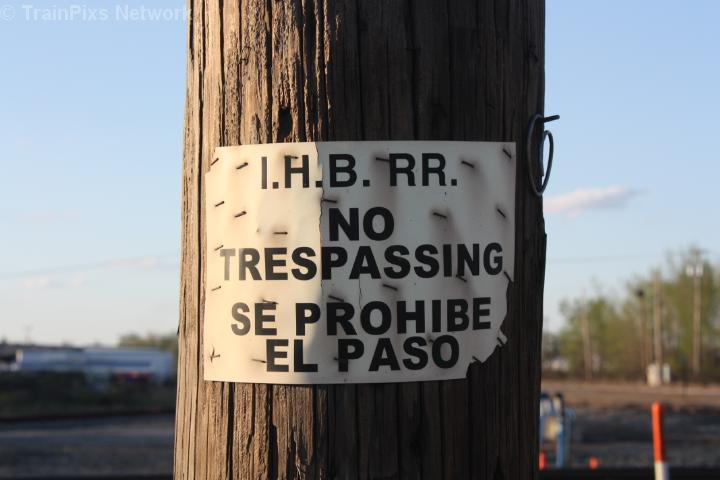 © TrainPixs Network
I.H.B. RR.
NO
TRESPASSING
SE PROHIBE
EL PASO